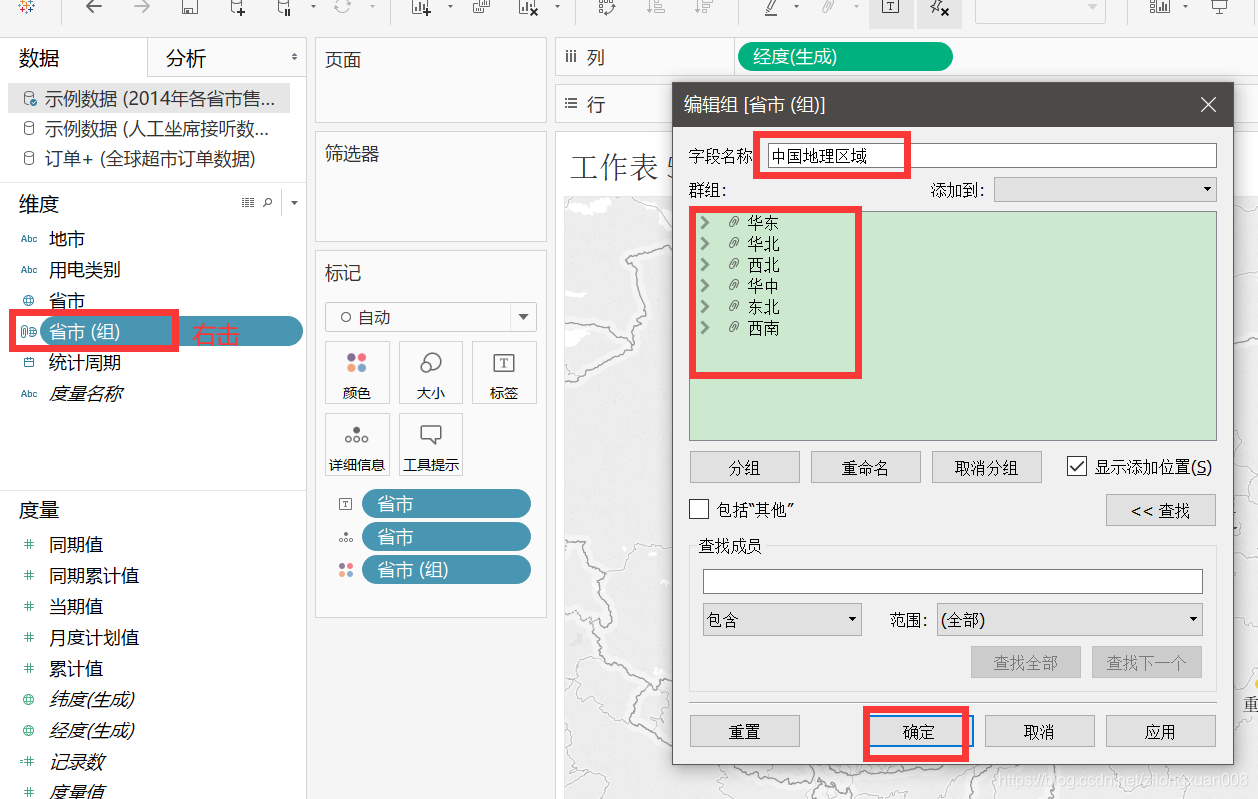 数据
分析
示例数据 (2014年各省市售...
示例数据 (人工坐席接听数...
订单+ (全球超市订单数据)
维度
Abc 地市
Abc 用电类别
省市
省市 (组)
右击
统计周期
Abc 度量名称
度量
同期值
同期累计值
当期值
月度计划值
累计值
纬度(生成)
经度(生成)
记录数
度量值
页面
筛选器
标记
自动
颜色
大小
标签
详细信息
工具提示
省市
省市
省市 (组)
列
经度(生成)
行
工作表 5
编辑组 [省市 (组)]
字段名称
中国地理区域
群组:
添加到:
华东
华北
西北
华中
东北
西南
分组
重命名
取消分组
显示添加位置(S)
包括“其他”
<< 查找
查找成员
包含
范围:
(全部)
查找全部
查找下一个
重置
确定
取消
应用
重
https://blog.csdn.net/zilongxuan008